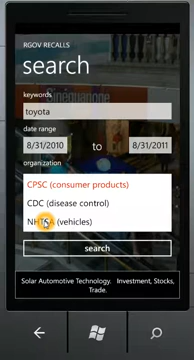 RGOV RECALLS
search
keywords
toyota
date range
8/31/2010 to 8/31/2011
organization
CPSC (consumer products)
CDC (disease control)
NHTSA (vehicles)
search
Solar Automotive Technology. Investment, Stocks,
Trade.